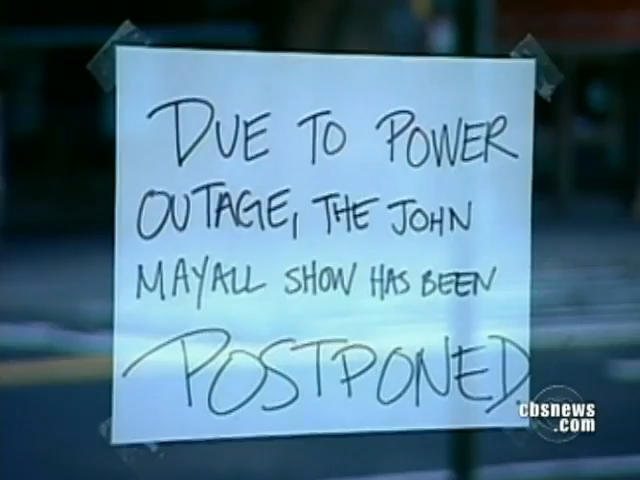 DUE TO POWER
OUTAGE, THE JOHN
MAYALL SHOW HAS BEEN
POSTPONED
cbsnews
.com